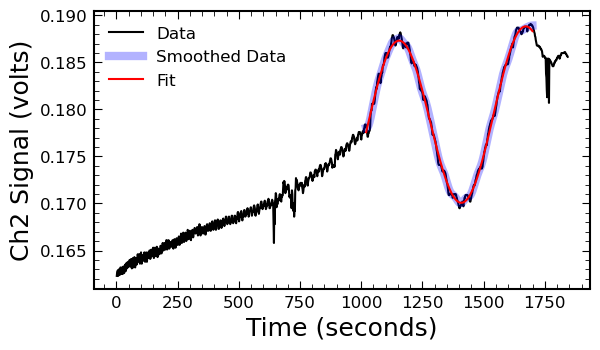 0.190
0.185
0.180
0.175
0.170
0.165
Ch2 Signal (volts)
Data
Smoothed Data
Fit
0 250 500 750 1000 1250 1500 1750
Time (seconds)